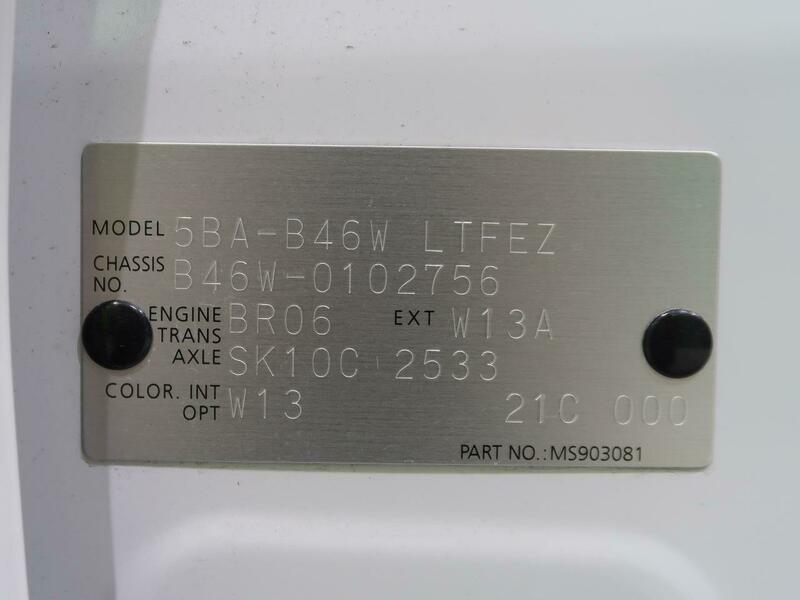 MODEL 5BA-B46W LTFEZ
CHASSIS NO. B46W-0102756
ENGINE BR06 EXT W13A
TRANS AXLE SK10C 2533
COLOR. INT OPT W13 21C 000
PART NO.:MS903081